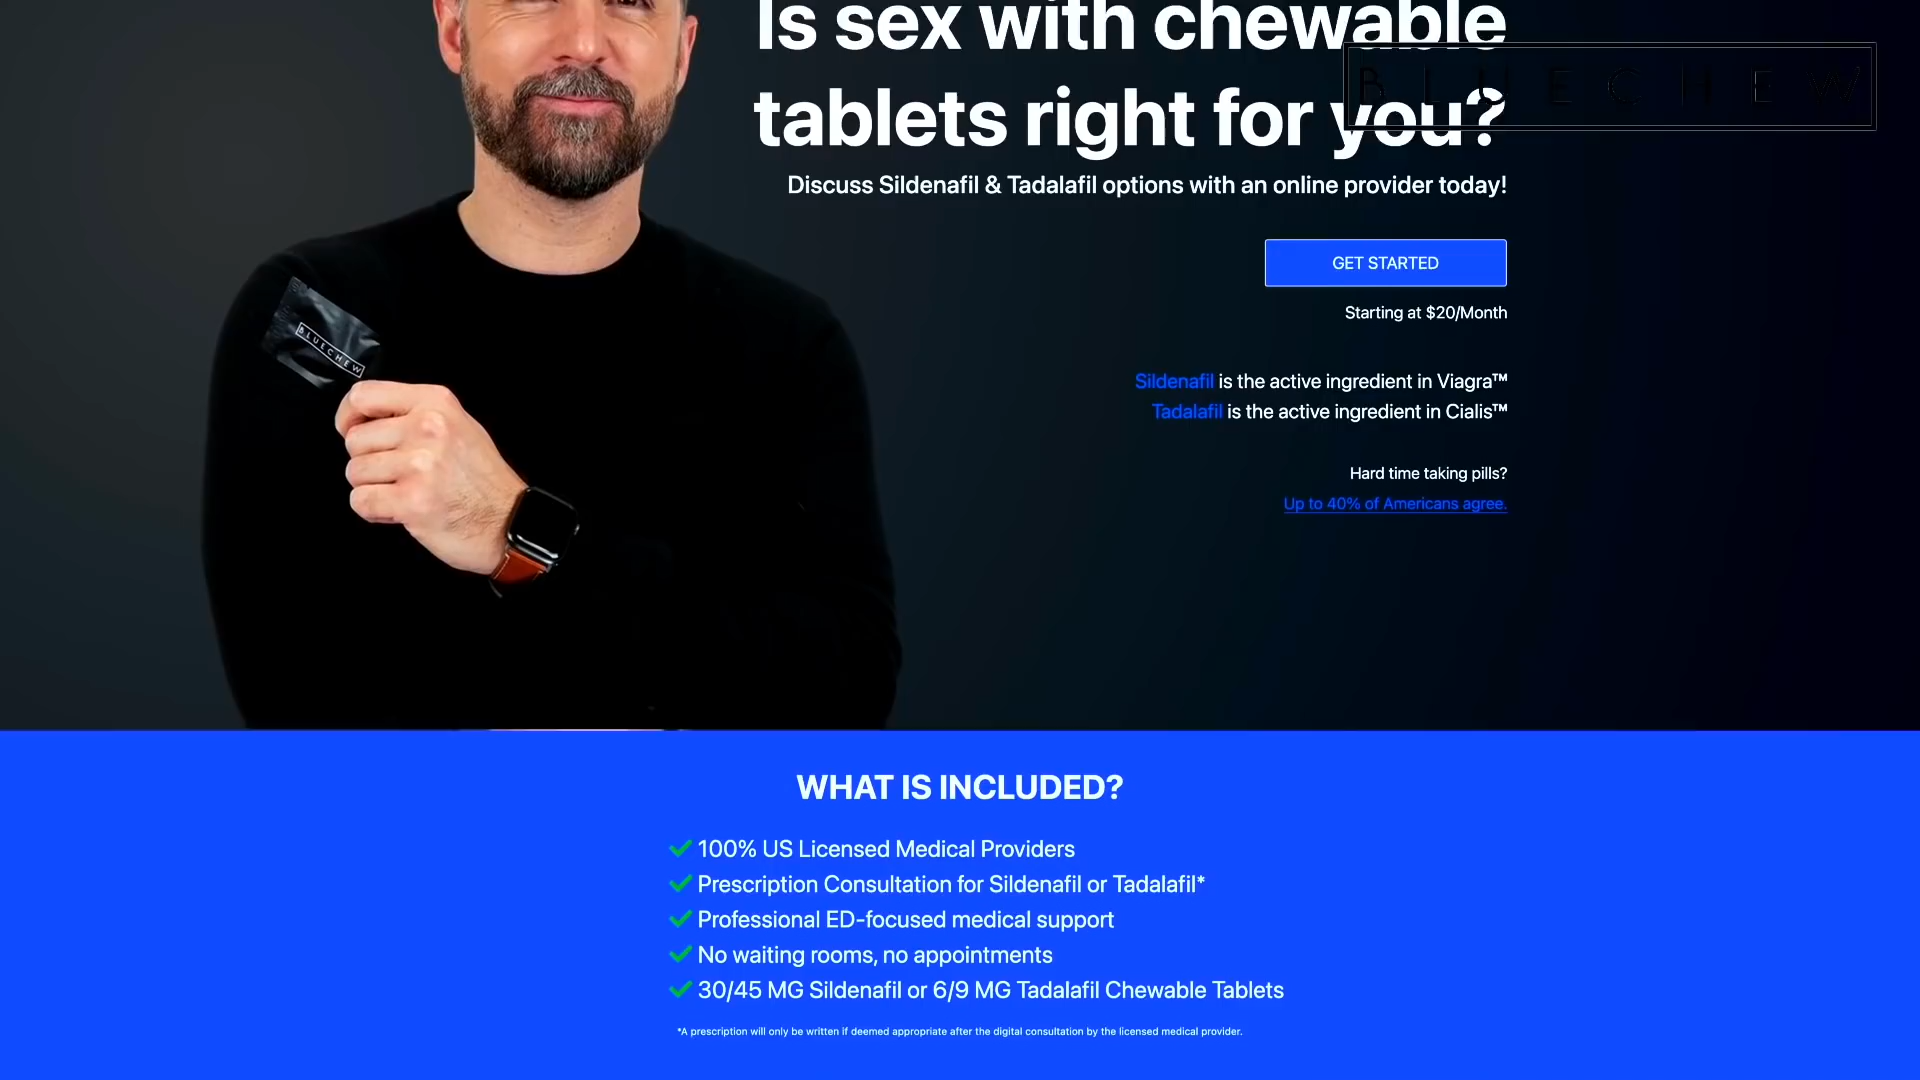 Is sex with chewable
tablets right for you?
BLUECHEW
Discuss Sildenafil & Tadalafil options with an online provider today!
GET STARTED
Starting at $20/Month
BLUECHEW
Sildenafil is the active ingredient in Viagra™
Tadalafil is the active ingredient in Cialis™
Hard time taking pills?
Up to 40% of Americans agree.
WHAT IS INCLUDED?
100% US Licensed Medical Providers
Prescription Consultation for Sildenafil or Tadalafil*
Professional ED-focused medical support
No waiting rooms, no appointments
30/45 MG Sildenafil or 6/9 MG Tadalafil Chewable Tablets
*A prescription will only be written if deemed appropriate after the digital consultation by the licensed medical provider.